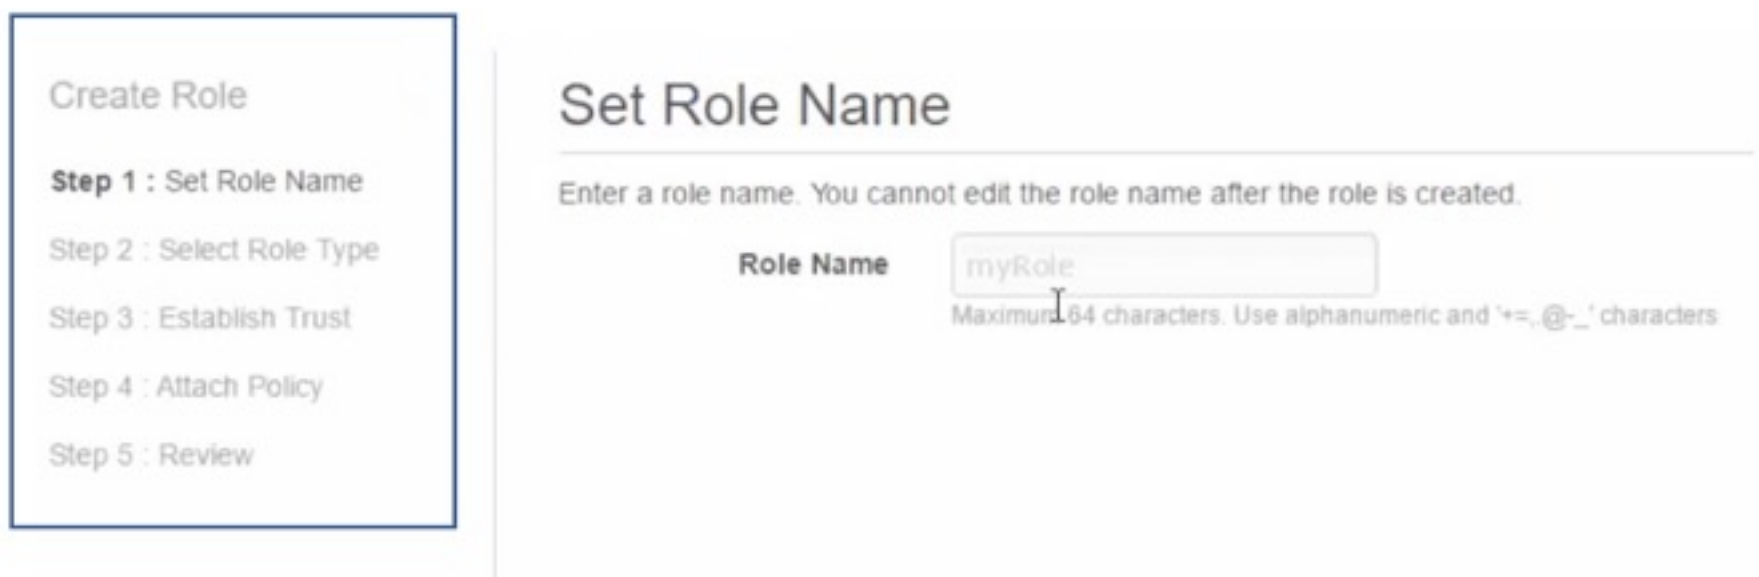 Create Role
Step 1 : Set Role Name
Step 2 : Select Role Type
Step 3 : Establish Trust
Step 4 : Attach Policy
Step 5 : Review
Set Role Name
Enter a role name. You cannot edit the role name after the role is created.
Role Name
myRole
Maximum 64 characters. Use alphanumeric and '+=,.@-_' characters